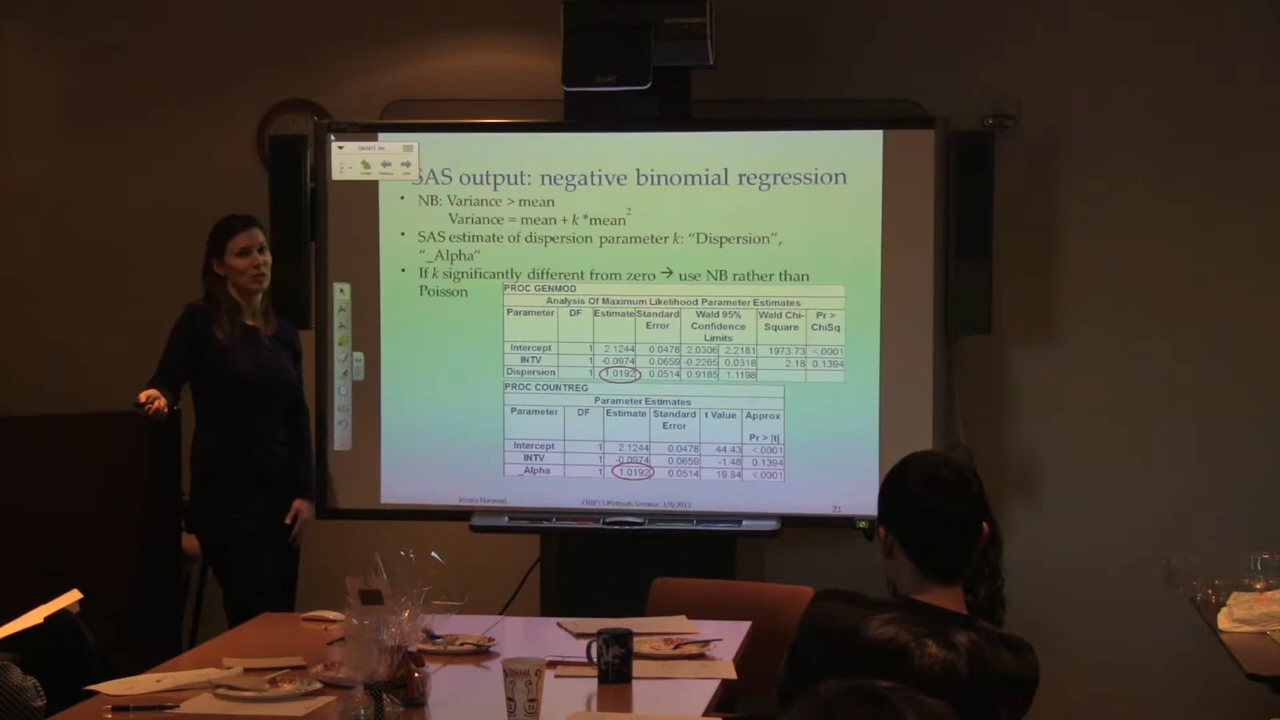 SAS output: negative binomial regression
• NB: Variance > mean
Variance = mean + k *mean2
• SAS estimate of dispersion parameter k: “Dispersion”,
“_Alpha”
• If k significantly different from zero → use NB rather than
Poisson
PROC GENMOD
Analysis Of Maximum Likelihood Parameter Estimates
Parameter DF Estimate Standard Error Wald 95% Confidence Limits Wald Chi-Square Pr > ChiSq
Intercept 1 2.1244 0.0478 2.0306 2.2181 1973.73 <.0001
INTV 1 -0.0974 0.0659 -0.2265 0.0318 2.18 0.1394
Dispersion 1 1.0192 0.0514 0.9185 1.1198
PROC COUNTREG
Parameter Estimates
Parameter DF Estimate Standard Error t Value Approx Pr > |t|
Intercept 1 2.1244 0.0478 44.43 <.0001
INTV 1 -0.0974 0.0659 -1.48 0.1394
_Alpha 1 1.0192 0.0514 19.84 <.0001
21